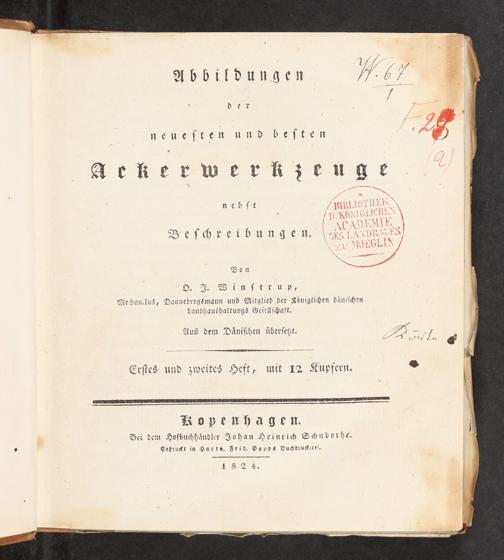 Abbildungen
der
neuesten und besten
Ackerwerkzeuge
nebst
Beschreibungen.
Von
O. J. Winstrup,
Mechanikus, Dannebrogsmann und Mitglied der Königlichen dänischen
Landhaushaltungs Gesellschaft.
Aus dem Dänischen übersetzt.
Erstes und zweites Heft, mit 12 Kupfern.
Kopenhagen.
Bei dem Hofbuchhändler Johan Heinrich Schubothe.
Gedruckt in Hartv. Frid. Popps Buchdruckerei.
1824.
W. 67
1
F. 28
(a)
BIBLIOTHEK
D. KÖNIGLICHEN
ACADEMIE
DES LANDBAUES
ZU MOEGLIN